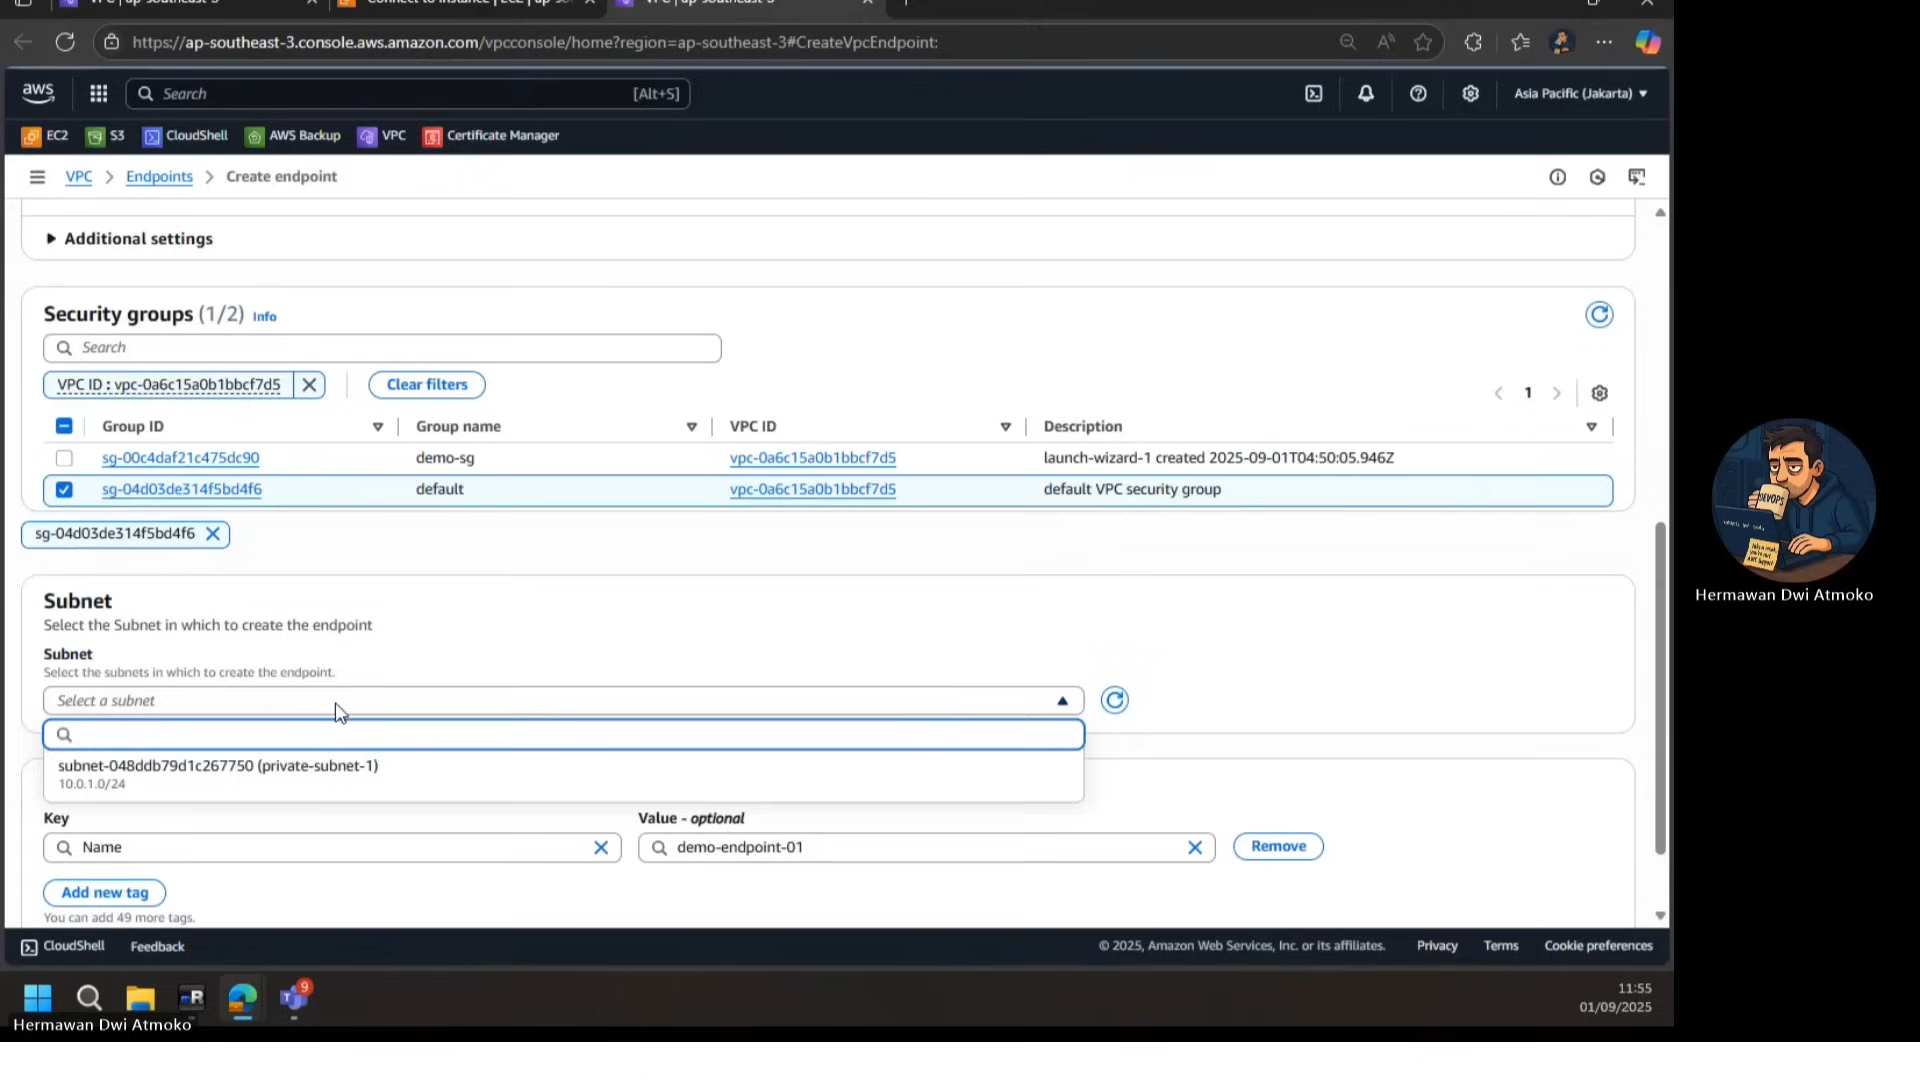 https://ap-southeast-3.console.aws.amazon.com/vpcconsole/home?region=ap-southeast-3#CreateVpcEndpoint:
aws
Search
[Alt+S]
Asia Pacific (Jakarta)
EC2
S3
CloudShell
AWS Backup
VPC
Certificate Manager
VPC > Endpoints > Create endpoint
Additional settings
Security groups (1/2) Info
Search
VPC ID : vpc-0a6c15a0b1bbcf7d5
Clear filters
1
Group ID
Group name
VPC ID
Description
sg-00c4daf21c475dc90
demo-sg
vpc-0a6c15a0b1bbcf7d5
launch-wizard-1 created 2025-09-01T04:50:05.946Z
sg-04d03de314f5bd4f6
default
vpc-0a6c15a0b1bbcf7d5
default VPC security group
sg-04d03de314f5bd4f6
Subnet
Select the Subnet in which to create the endpoint
Subnet
Select the subnets in which to create the endpoint.
Select a subnet
subnet-048ddb79d1c267750 (private-subnet-1)
10.0.1.0/24
Key
Value - optional
Name
demo-endpoint-01
Remove
Add new tag
You can add 49 more tags.
CloudShell
Feedback
© 2025, Amazon Web Services, Inc. or its affiliates.
Privacy
Terms
Cookie preferences
9
11:55
01/09/2025
Hermawan Dwi Atmoko
DEVOPS
Hermawan Dwi Atmoko